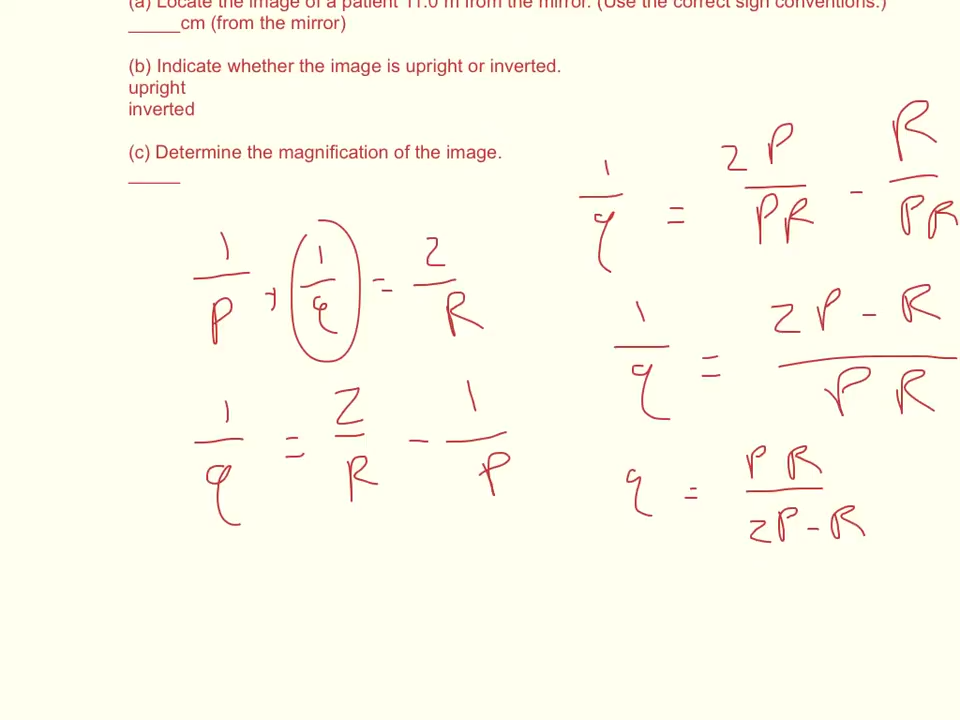 (a) Locate the image of a patient 11.0 m from the mirror. (Use the correct sign conventions.)
_____cm (from the mirror)
(b) Indicate whether the image is upright or inverted.
upright
inverted
(c) Determine the magnification of the image.
_____
1/P + 1/q = 2/R
1/q = 2/R - 1/P
1/q = 2P/PR - R/PR
1/q = 2P-R/PR
q = PR/2P-R